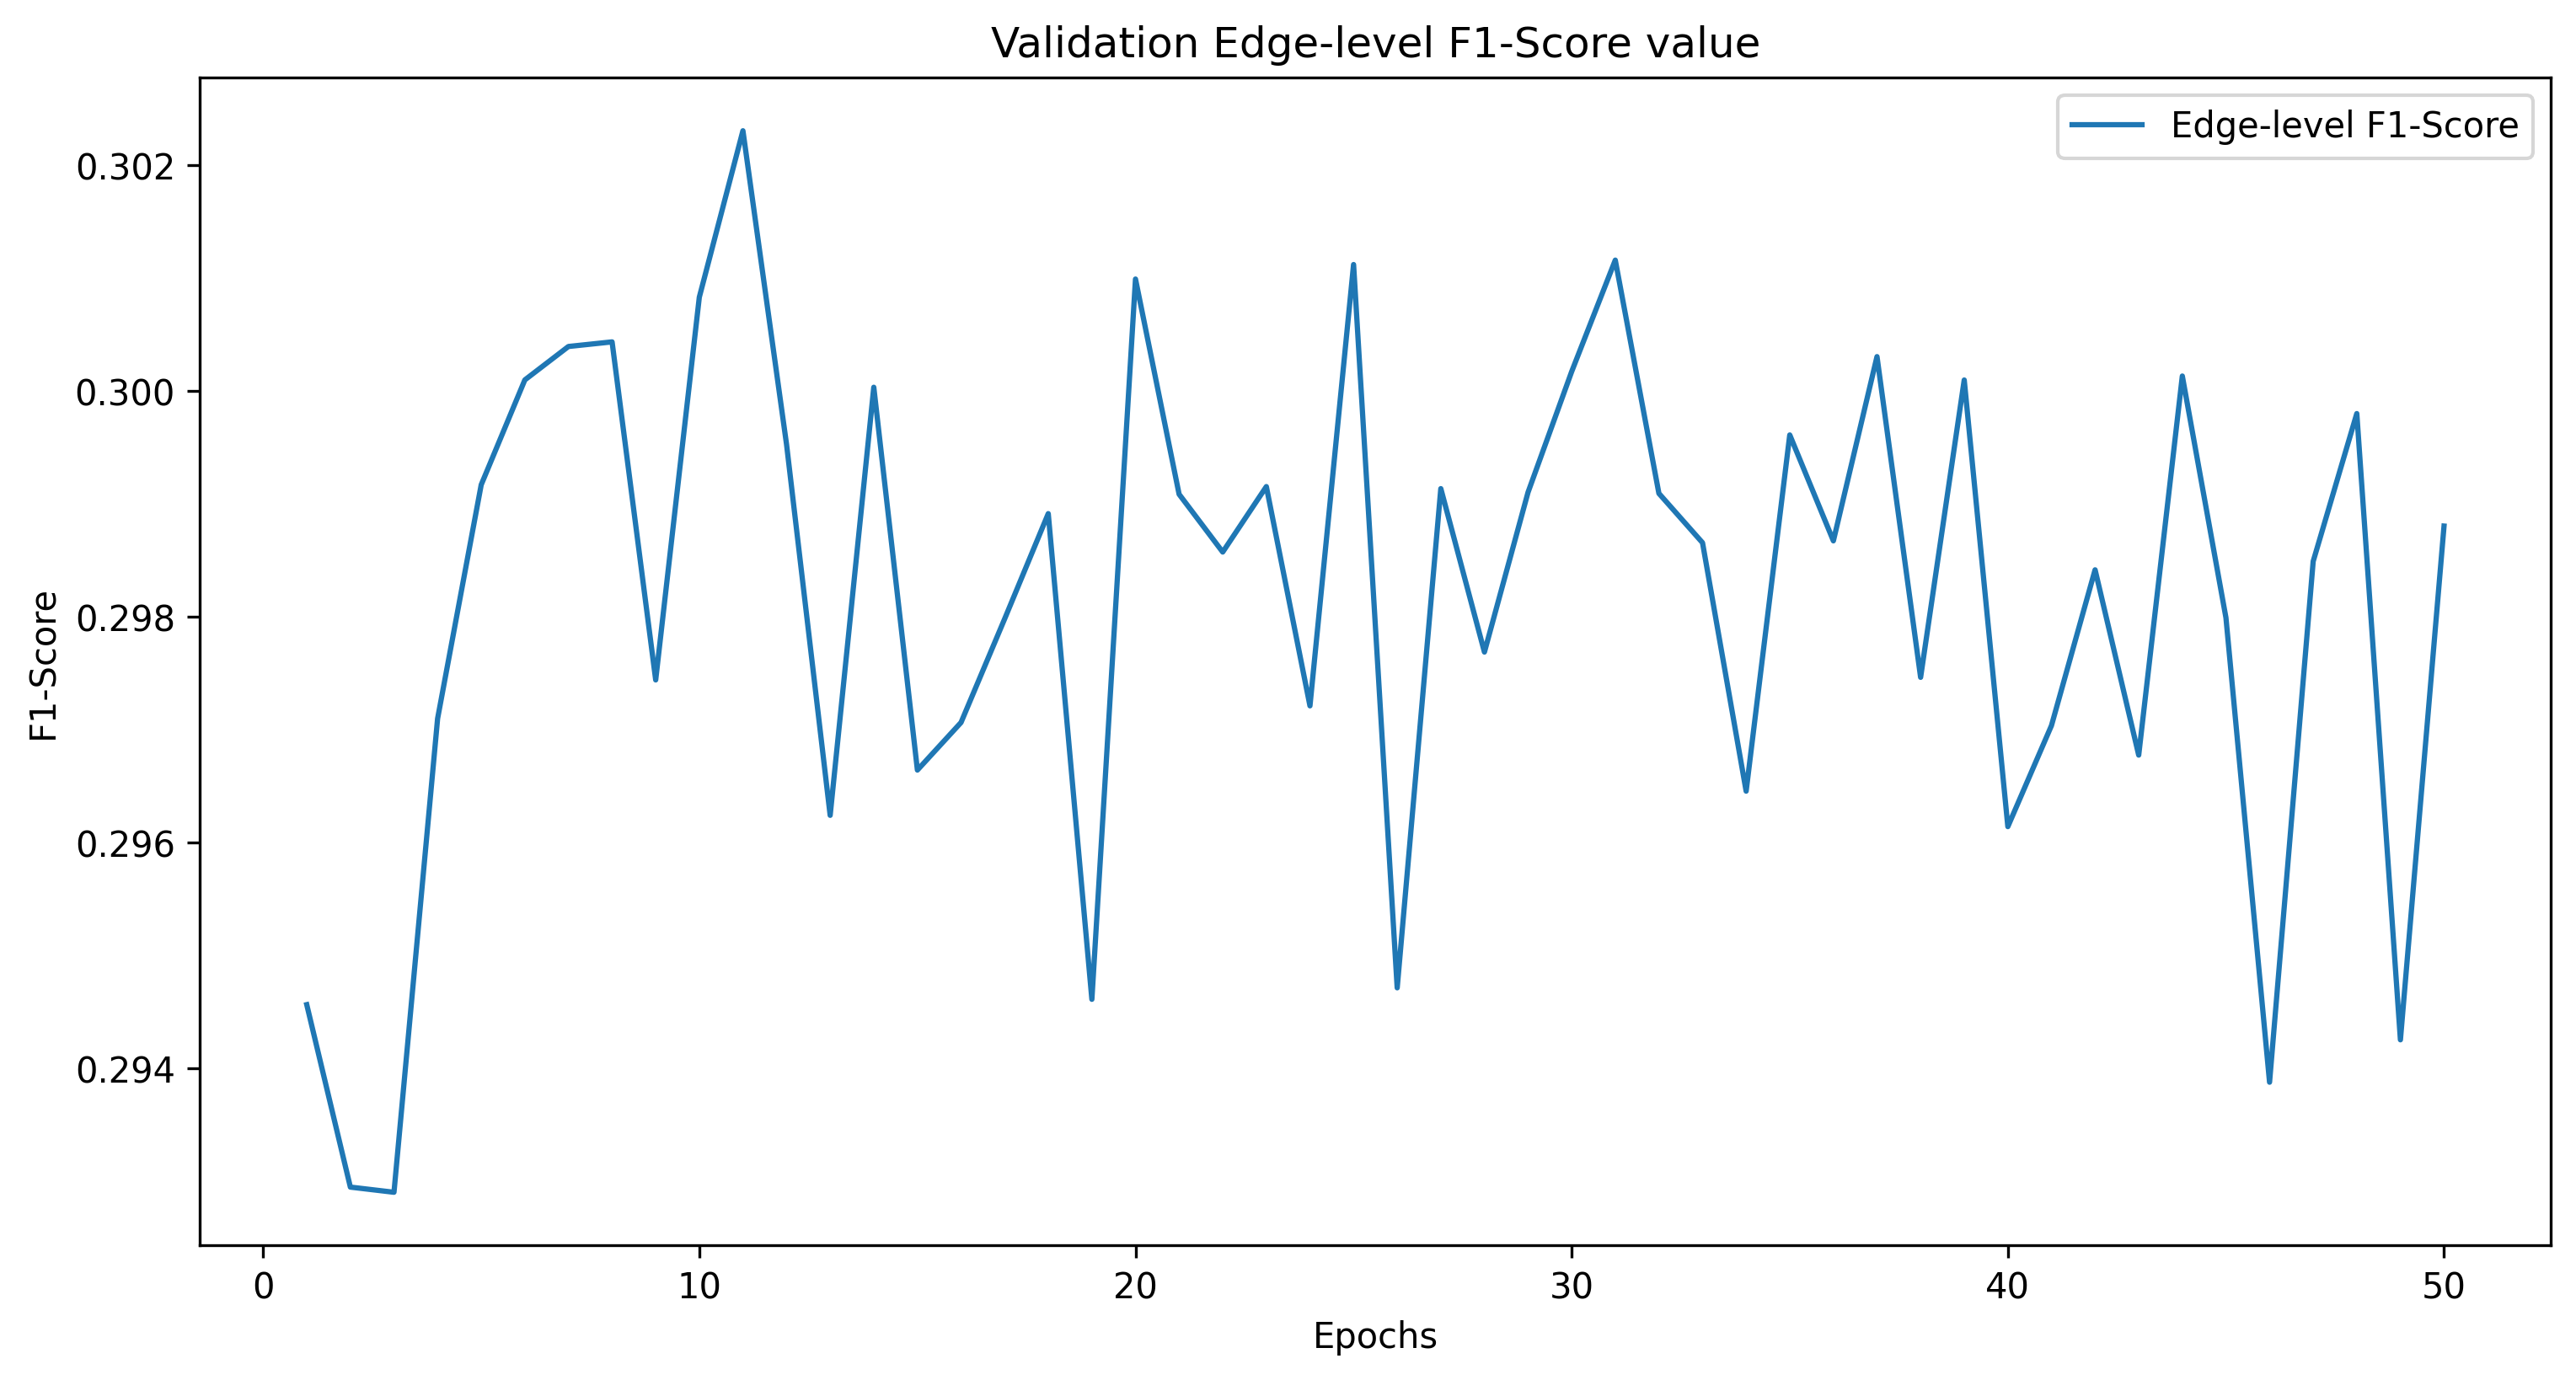 Validation Edge-level F1-Score value
Edge-level F1-Score
F1-Score
0.302
0.300
0.298
0.296
0.294
0 10 20 30 40 50
Epochs